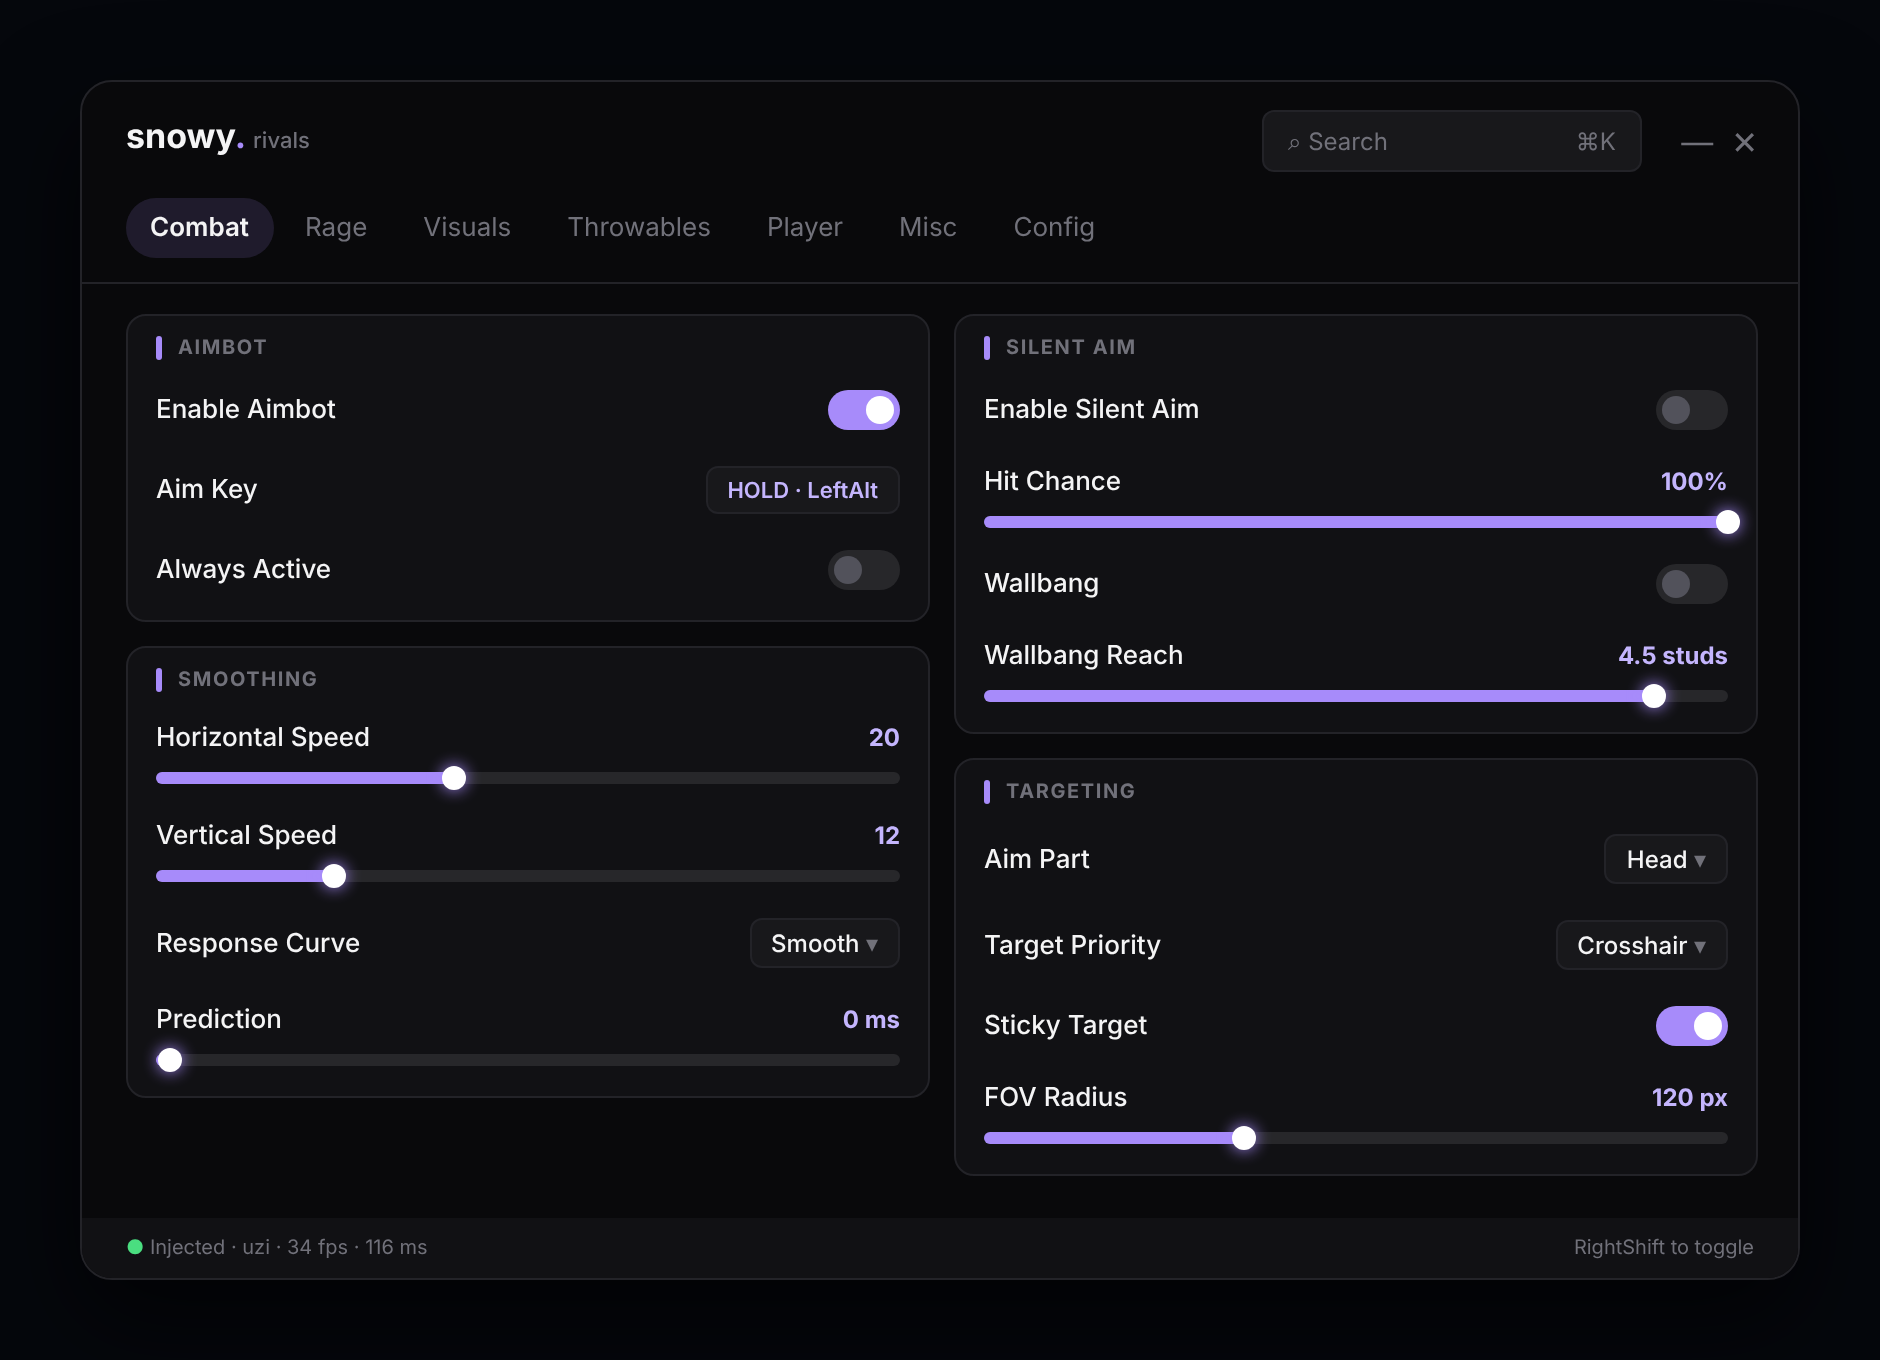 snowy. rivals
Search ⌘K
Combat Rage Visuals Throwables Player Misc Config
AIMBOT
Enable Aimbot
Aim Key HOLD · LeftAlt
Always Active
SMOOTHING
Horizontal Speed 20
Vertical Speed 12
Response Curve Smooth
Prediction 0 ms
SILENT AIM
Enable Silent Aim
Hit Chance 100%
Wallbang
Wallbang Reach 4.5 studs
TARGETING
Aim Part Head
Target Priority Crosshair
Sticky Target
FOV Radius 120 px
Injected · uzi · 34 fps · 116 ms
RightShift to toggle